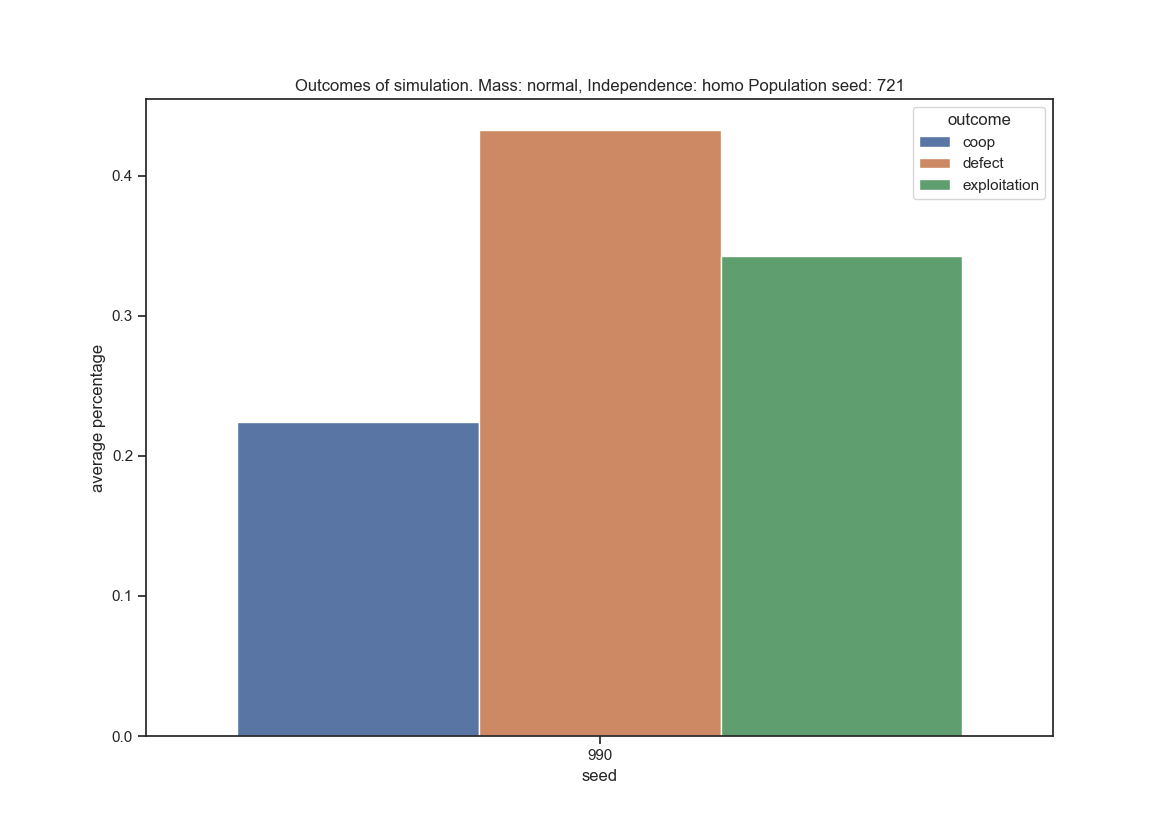 Outcomes of simulation. Mass: normal, Independence: homo Population seed: 721
outcome
coop
defect
exploitation
0.4
0.3
0.2
0.1
0.0
average percentage
990
seed